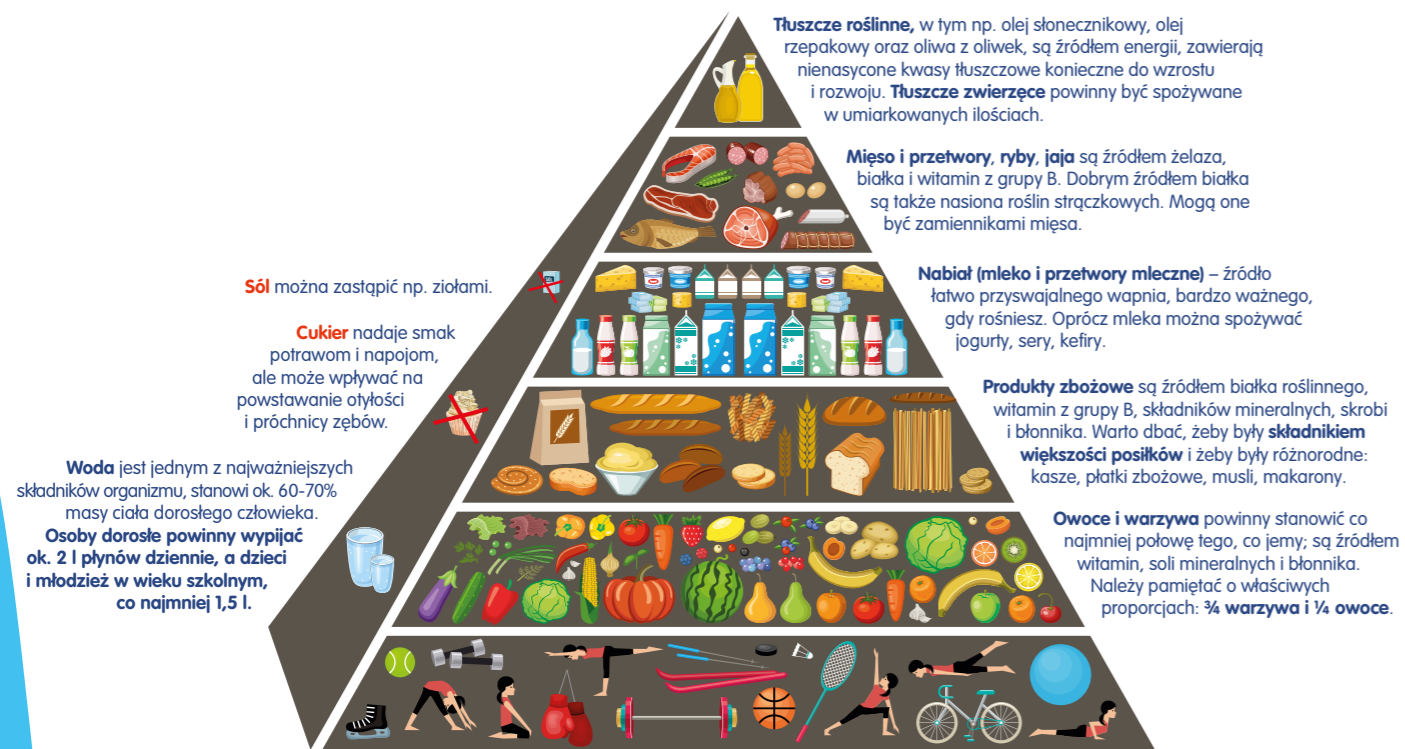 Tłuszcze roślinne, w tym np. olej słonecznikowy, olej
rzepakowy oraz oliwa z oliwek, są źródłem energii, zawierają
nienasycone kwasy tłuszczowe konieczne do wzrostu
i rozwoju. Tłuszcze zwierzęce powinny być spożywane
w umiarkowanych ilościach.
Mięso i przetwory, ryby, jaja są źródłem żelaza,
białka i witamin z grupy B. Dobrym źródłem białka
są także nasiona roślin strączkowych. Mogą one
być zamiennikami mięsa.
Nabiał (mleko i przetwory mleczne) – źródło
łatwo przyswajalnego wapnia, bardzo ważnego,
gdy rośniesz. Oprócz mleka można spożywać
jogurty, sery, kefiry.
Produkty zbożowe są źródłem białka roślinnego,
witamin z grupy B, składników mineralnych, skrobi
i błonnika. Warto dbać, żeby były składnikiem
większości posiłków i żeby były różnorodne:
kasze, płatki zbożowe, musli, makarony.
Owoce i warzywa powinny stanowić co
najmniej połowę tego, co jemy; są źródłem
witamin, soli mineralnych i błonnika.
Należy pamiętać o właściwych
proporcjach: ¾ warzywa i ¼ owoce.
Sól można zastąpić np. ziołami.
Cukier nadaje smak
potrawom i napojom,
ale może wpływać na
powstawanie otyłości
i próchnicy zębów.
Woda jest jednym z najważniejszych
składników organizmu, stanowi ok. 60-70%
masy ciała dorosłego człowieka.
Osoby dorosłe powinny wypijać
ok. 2 l płynów dziennie, a dzieci
i młodzież w wieku szkolnym,
co najmniej 1,5 l.